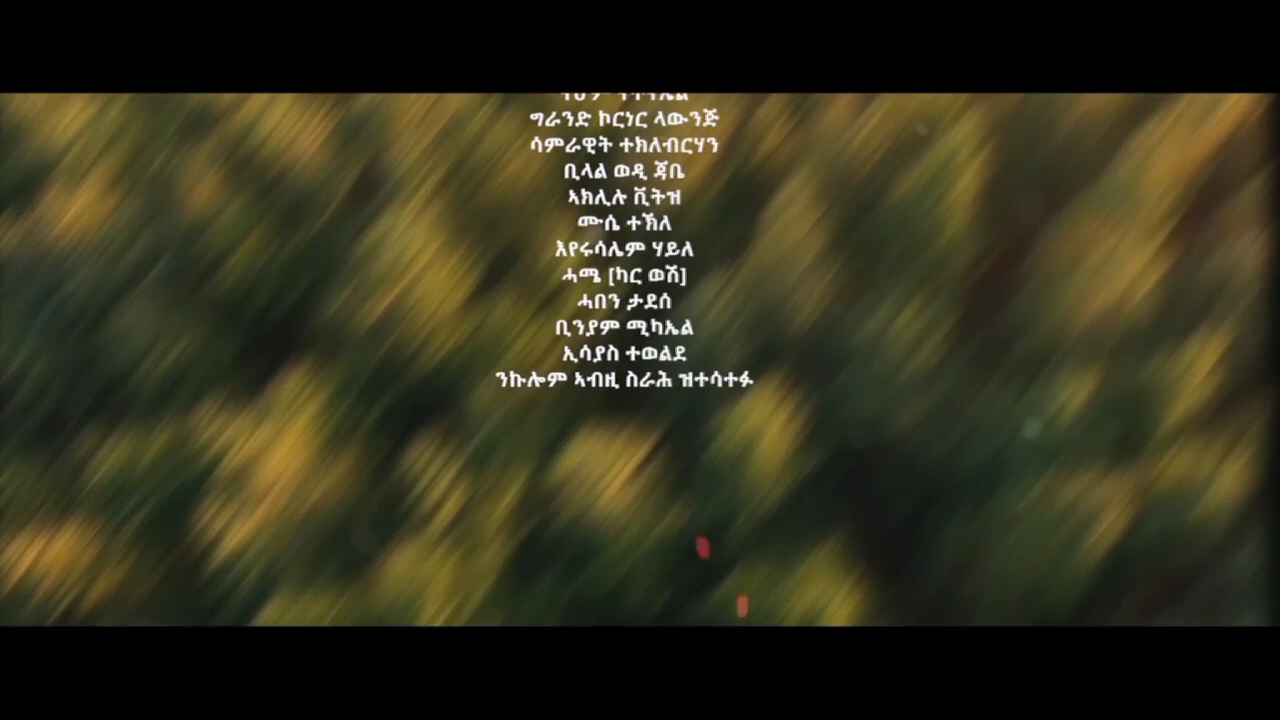 ግራንድ ኮርነር ላውንጅ
ሳምራዊት ተክለብርሃን
ቢላል ወዲ ጃቤ
ኣክሊሉ ቪትዝ
ሙሴ ተኽለ
እየሩሳሌም ሃይለ
ሓሜ [ካር ወሽ]
ሓበን ታደሰ
ቢንያም ሚካኤል
ኢሳያስ ተወልደ
ንኩሎም ኣብዚ ስራሕ ዝተሳተፉ